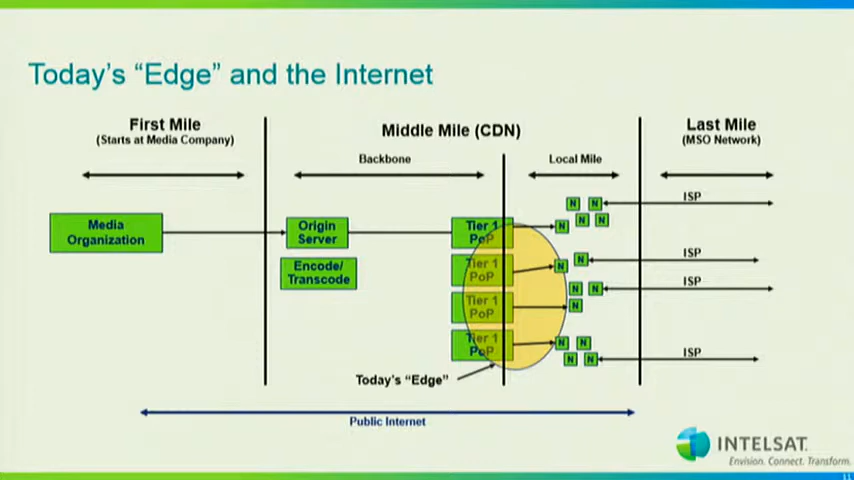 Today's "Edge" and the Internet
First Mile
(Starts at Media Company)
Middle Mile (CDN)
Last Mile
(MSO Network)
Backbone
Local Mile
Media
Organization
Origin
Server
Encode/
Transcode
Tier 1
PoP
Tier 1
PoP
Tier 1
PoP
Tier 1
PoP
N
N
N
N
N
N
N
N
N
N
N
N
N
N
ISP
ISP
ISP
ISP
Today's "Edge"
Public Internet
INTELSAT.
Envision. Connect. Transform.
11